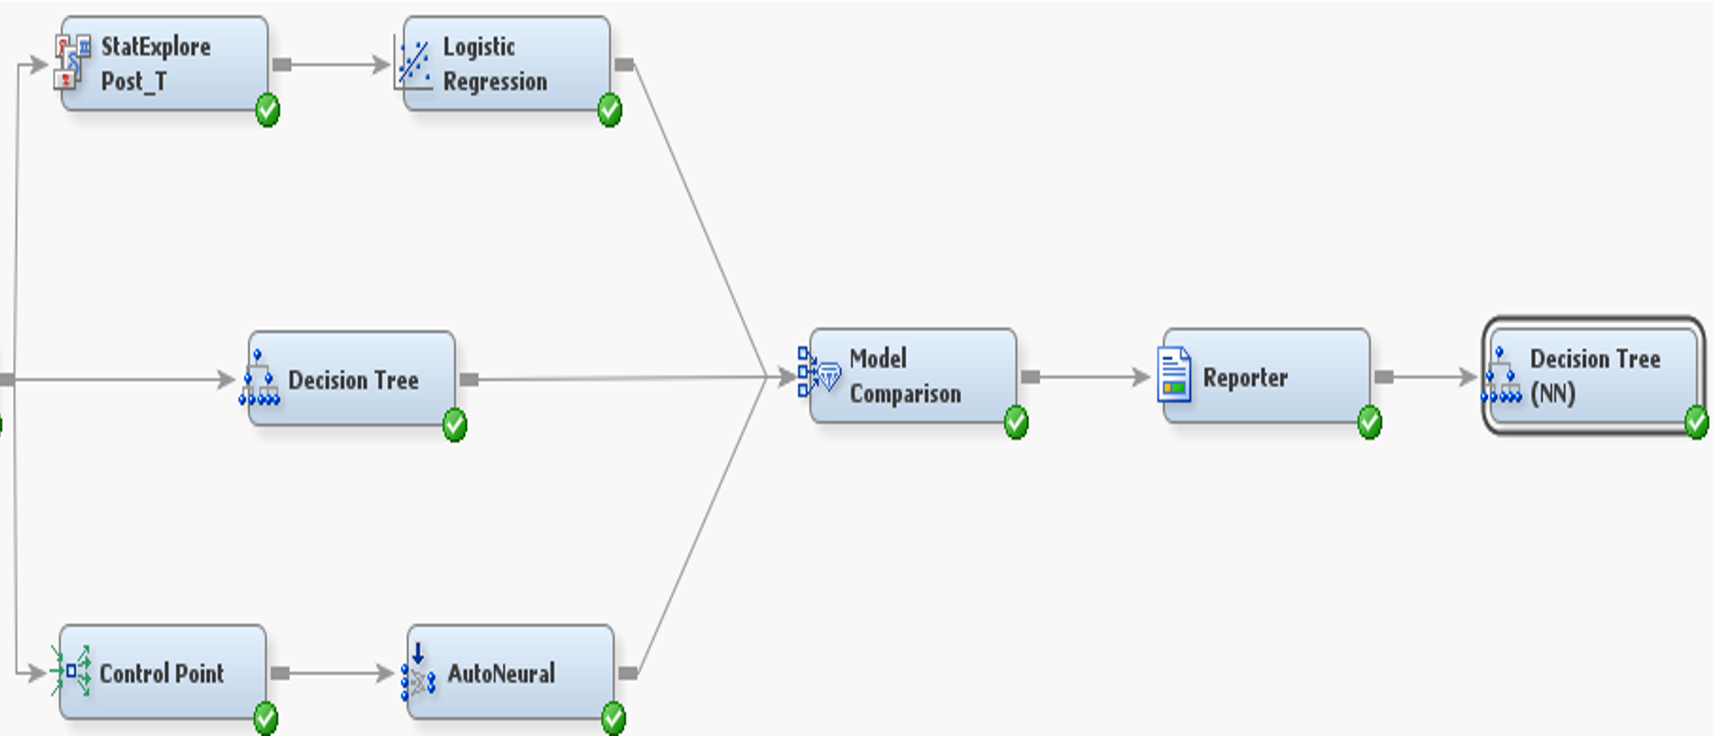 StatExplore
Post_T
Logistic
Regression
Decision Tree
Model
Comparison
Reporter
Decision Tree
(NN)
Control Point
AutoNeural